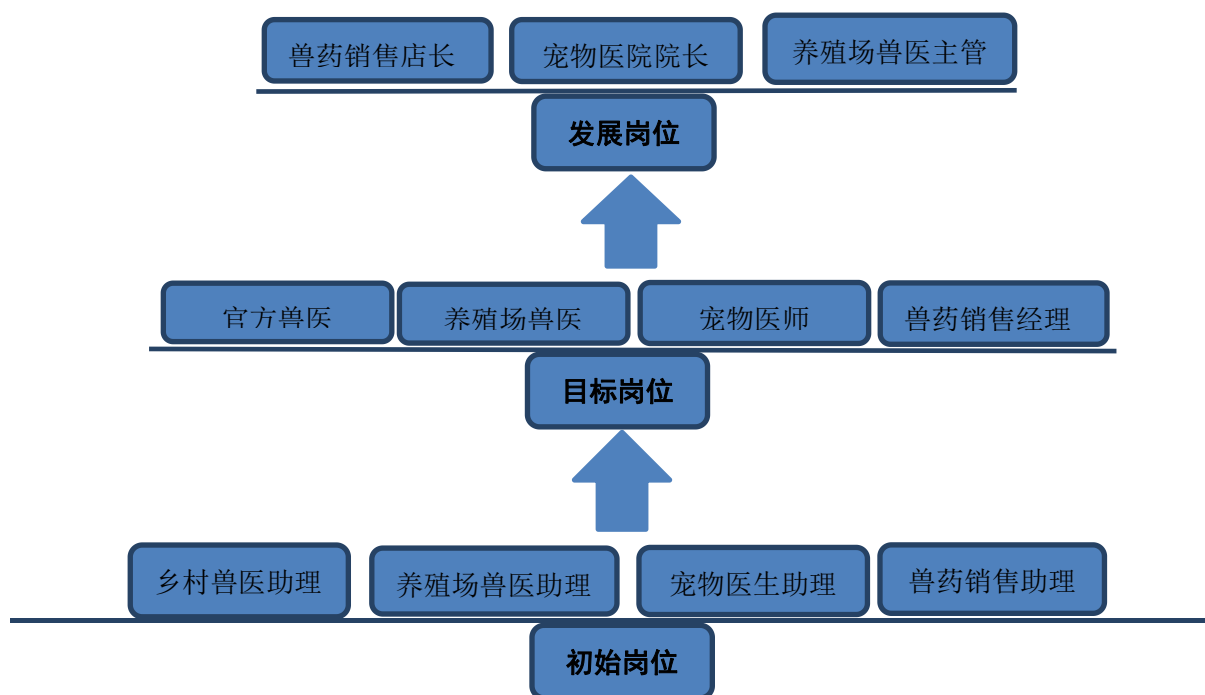 兽药销售店长 宠物医院院长 养殖场兽医主管
发展岗位
官方兽医 养殖场兽医 宠物医师 兽药销售经理
目标岗位
乡村兽医助理 养殖场兽医助理 宠物医生助理 兽药销售助理
初始岗位